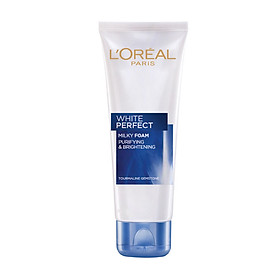 L'ORÉAL
PARIS
WHITE
PERFECT
MILKY FOAM
PURIFYING
& BRIGHTENING
TOURMALINE GEMSTONE